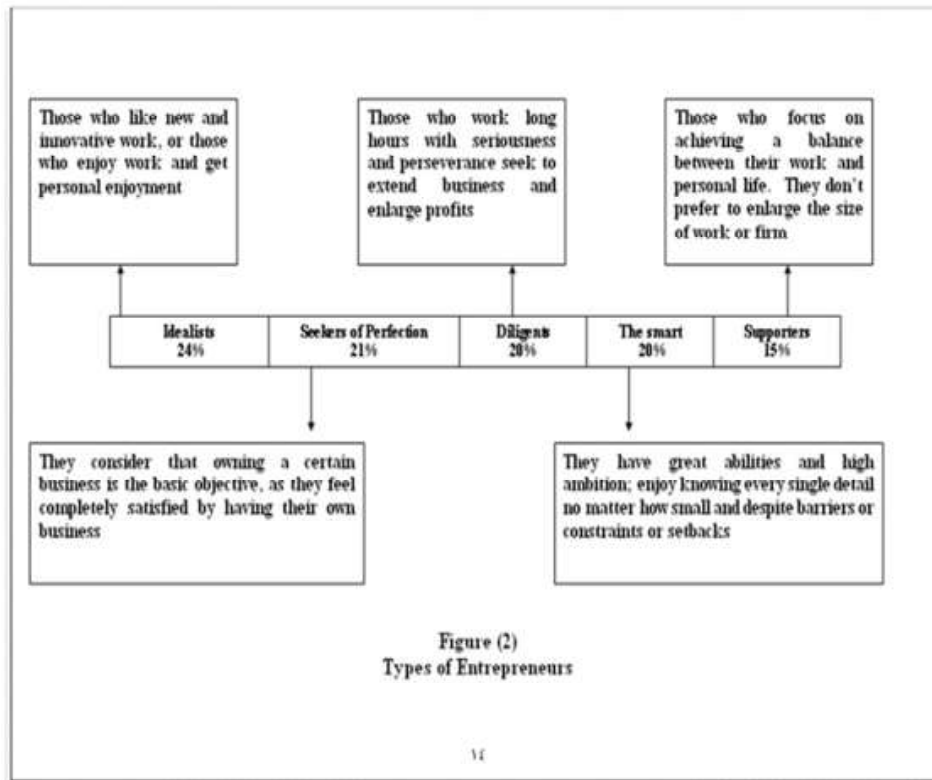 Those who like new and
innovative work, or those
who enjoy work and get
personal enjoyment
Those who work long
hours with seriousness
and perseverance seek to
extend business and
enlarge profits
Those who focus on
achieving a balance
between their work and
personal life. They don't
prefer to enlarge the size
of work or firm
Idealists
24%
Seekers of Perfection
21%
Diligents
20%
The smart
20%
Supporters
15%
They consider that owning a certain
business is the basic objective, as they feel
completely satisfied by having their own
business
They have great abilities and high
ambition; enjoy knowing every single detail
no matter how small and despite barriers or
constraints or setbacks
Figure (2)
Types of Entrepreneurs
١٤